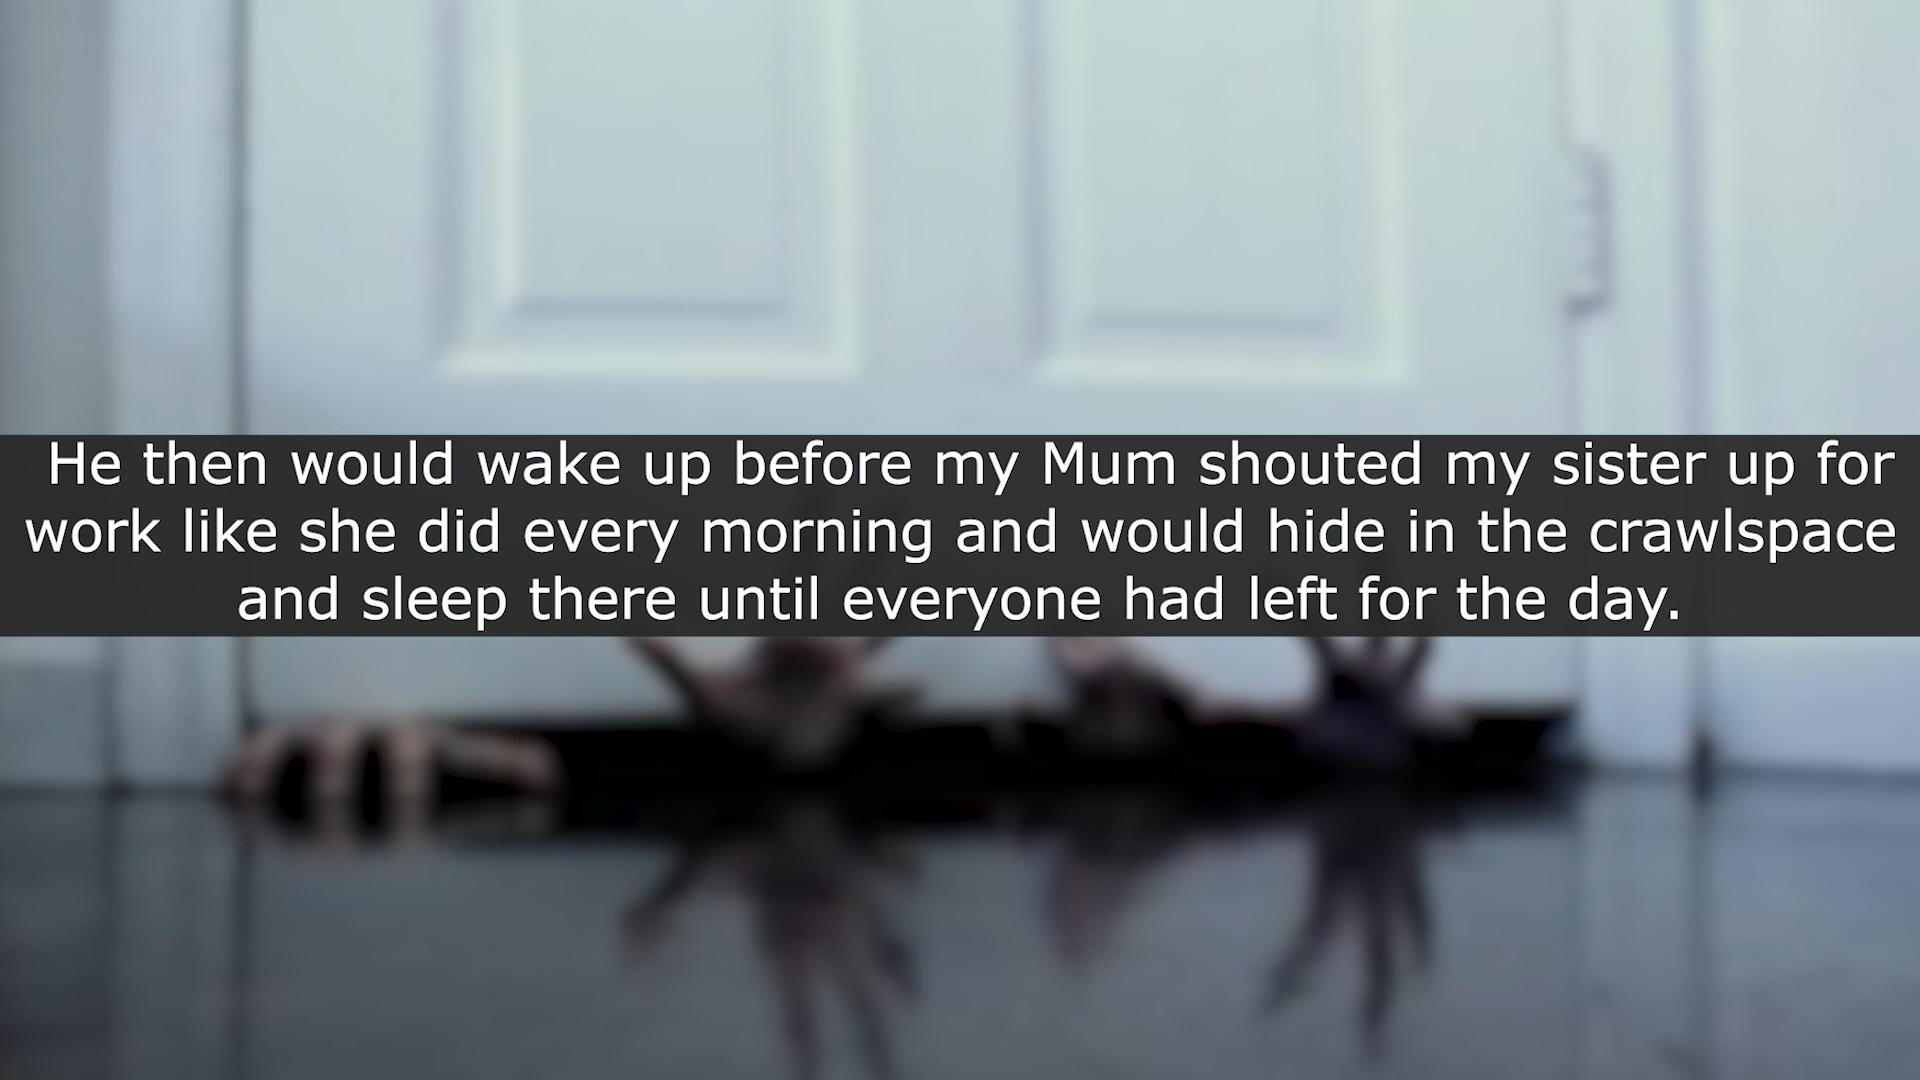 He then would wake up before my Mum shouted my sister up for
work like she did every morning and would hide in the crawlspace
and sleep there until everyone had left for the day.